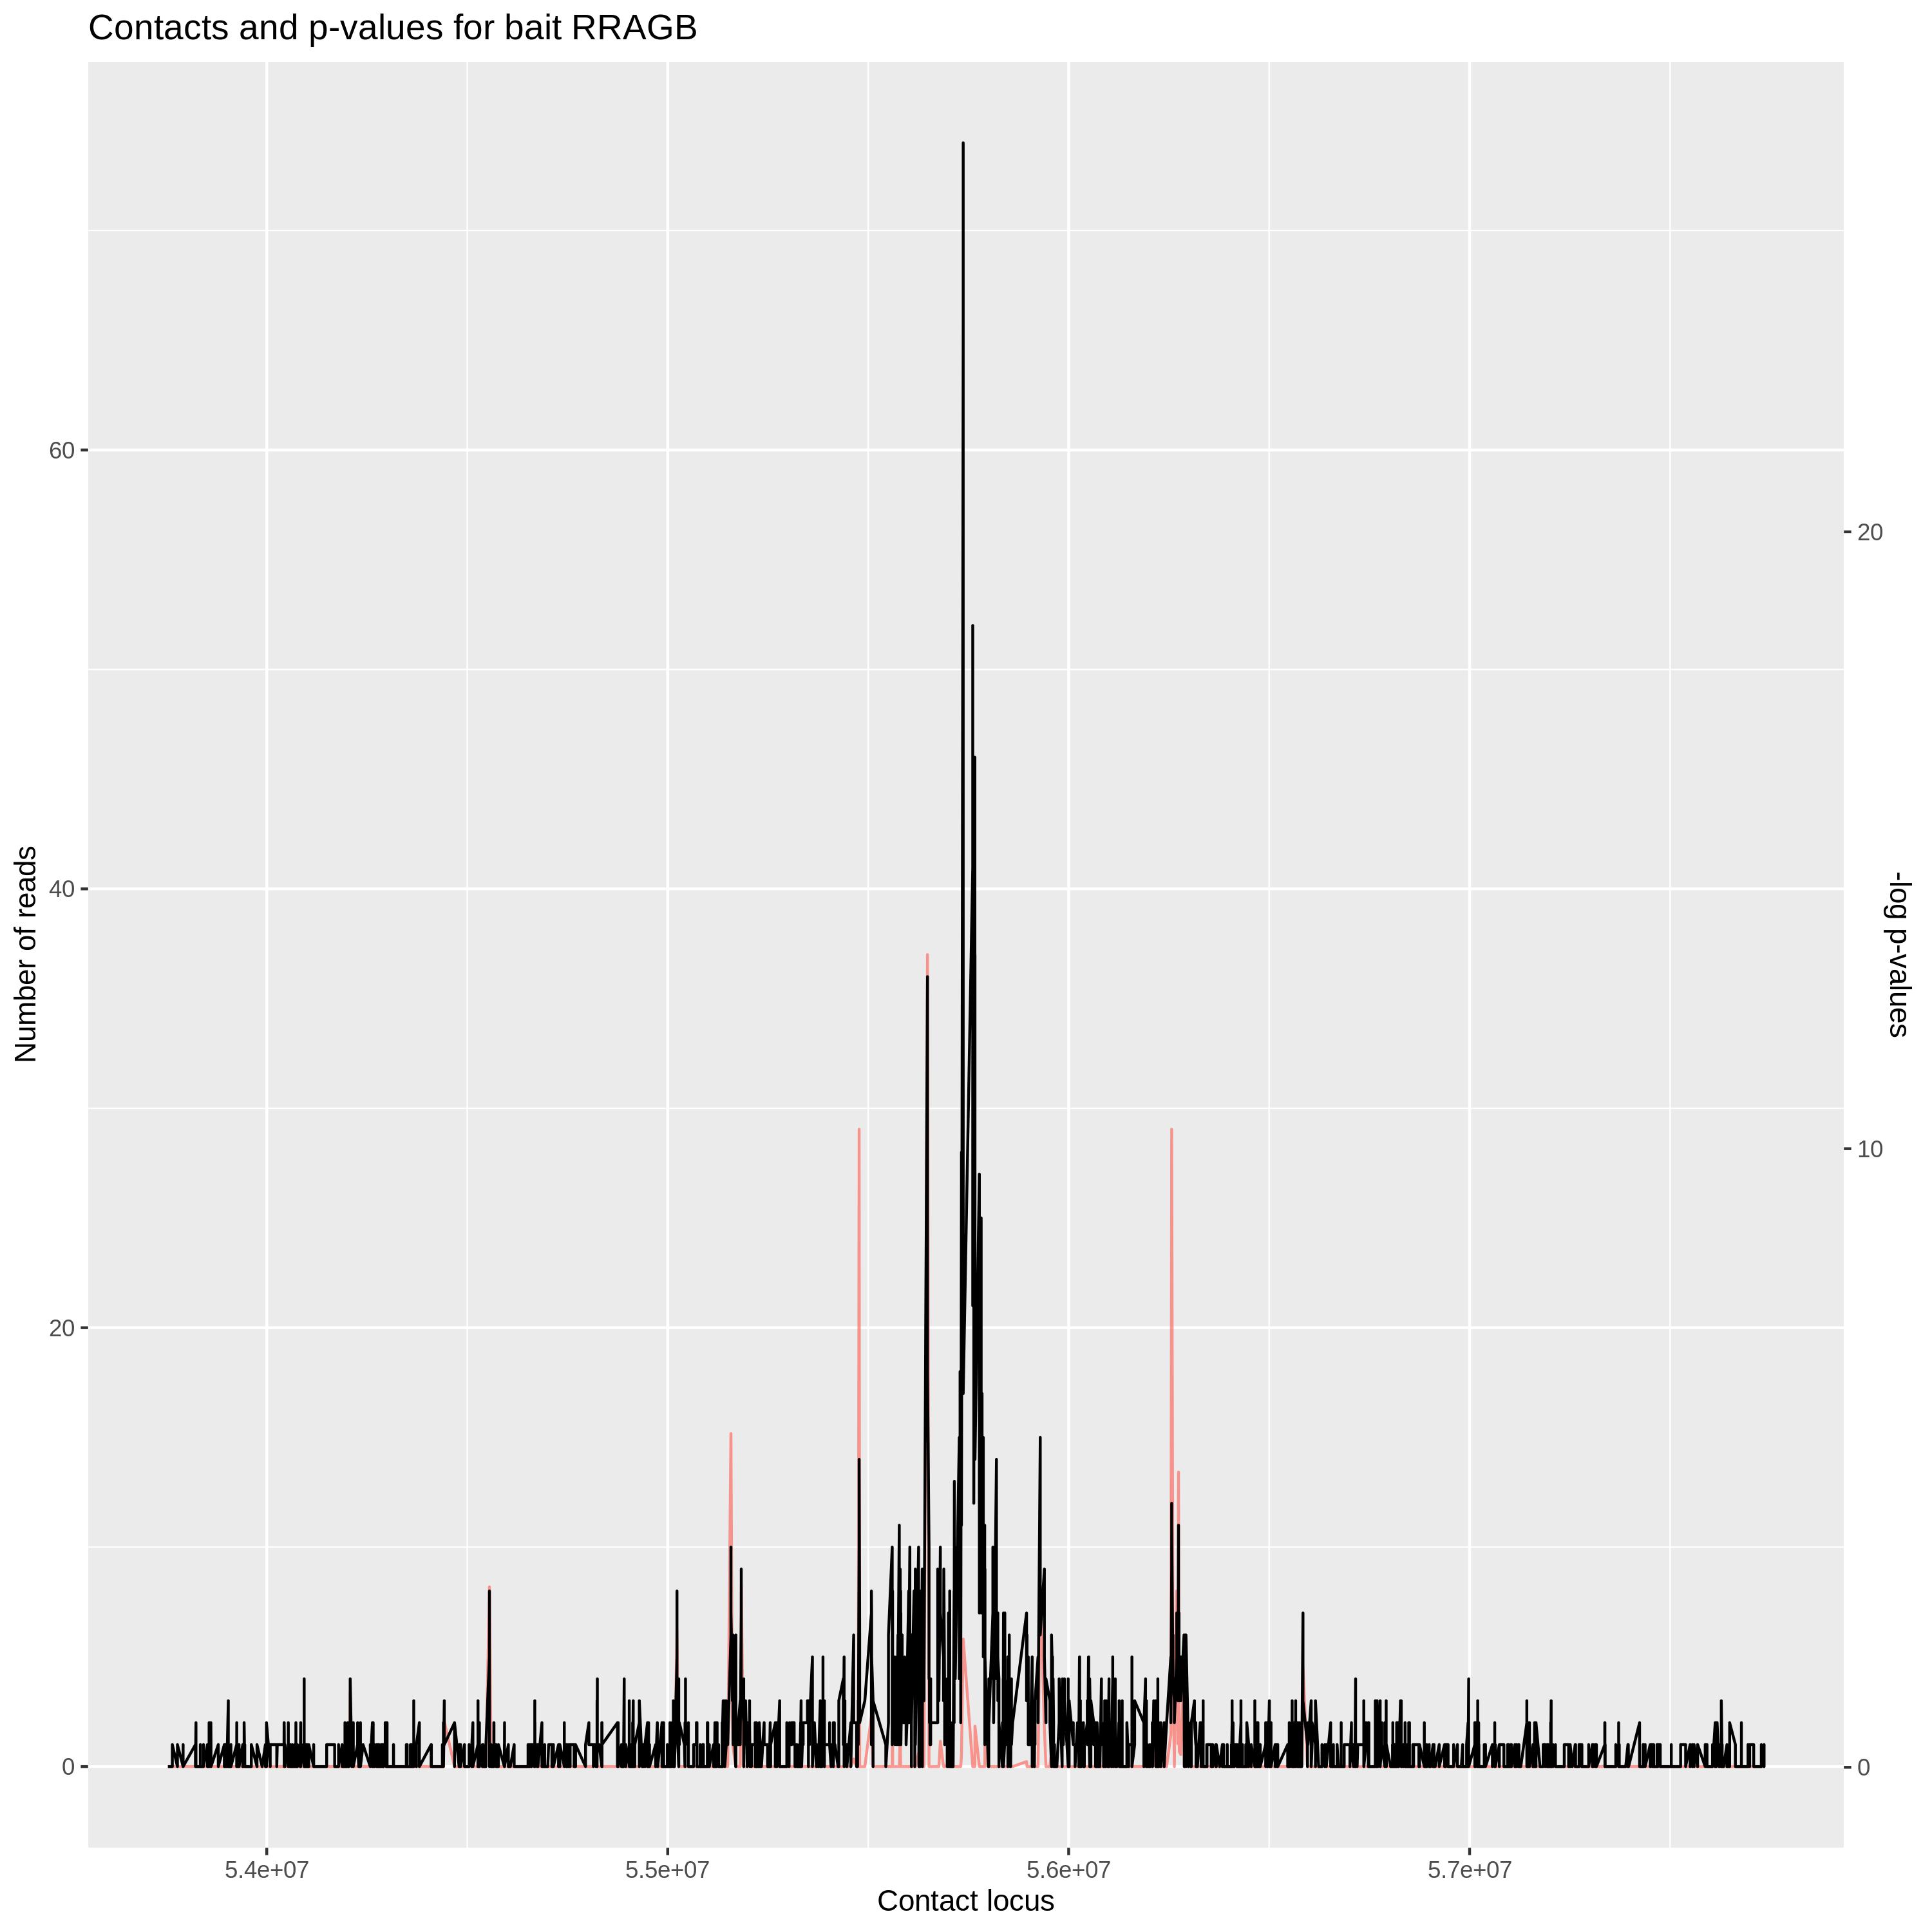 Contacts and p-values for bait RRAGB
Number of reads
60
40
20
0
20
10
0
-log p-values
5.4e+07
5.5e+07
5.6e+07
5.7e+07
Contact locus